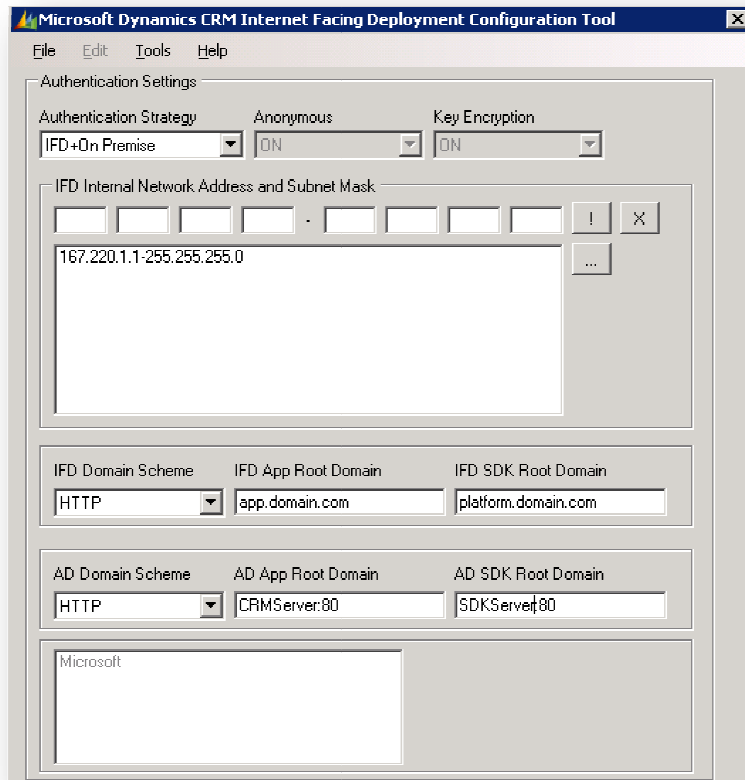 Microsoft Dynamics CRM Internet Facing Deployment Configuration Tool
File Edit Tools Help
Authentication Settings
Authentication Strategy Anonymous Key Encryption
IFD+On Premise ON ON
IFD Internal Network Address and Subnet Mask
- ! X
167.220.1.1-255.255.255.0
...
IFD Domain Scheme IFD App Root Domain IFD SDK Root Domain
HTTP app.domain.com platform.domain.com
AD Domain Scheme AD App Root Domain AD SDK Root Domain
HTTP CRMServer:80 SDKServer:80
Microsoft